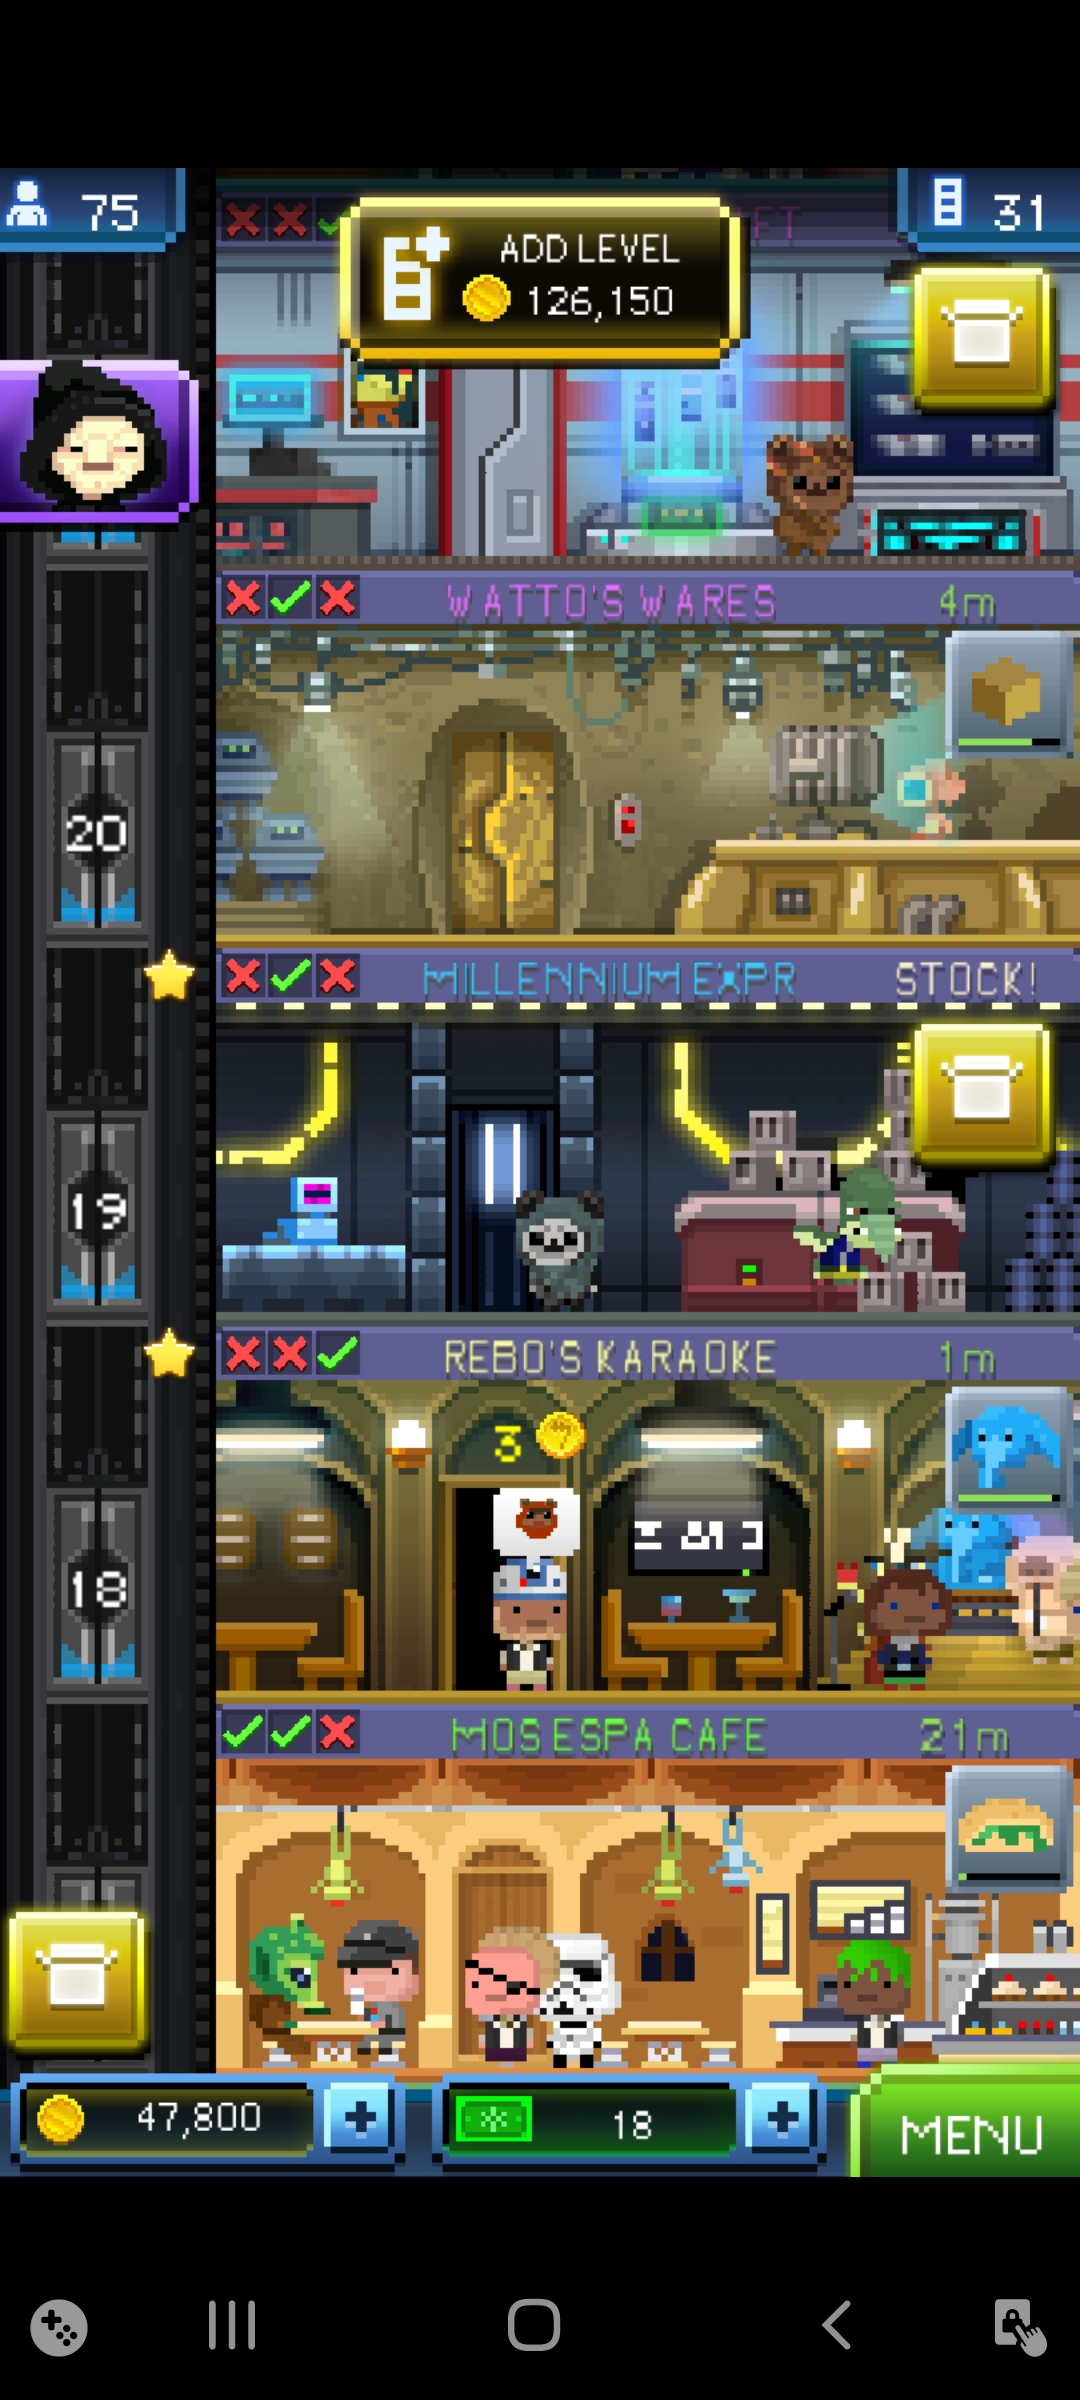 75
31
FT
ADD LEVEL
126,150
WATTO'S WARES 4m
20
MILLENNIUM EXPR STOCK!
19
REBO'S KARAOKE 1m
3
18
MOS ESPA CAFE 21m
47,800
18
MENU